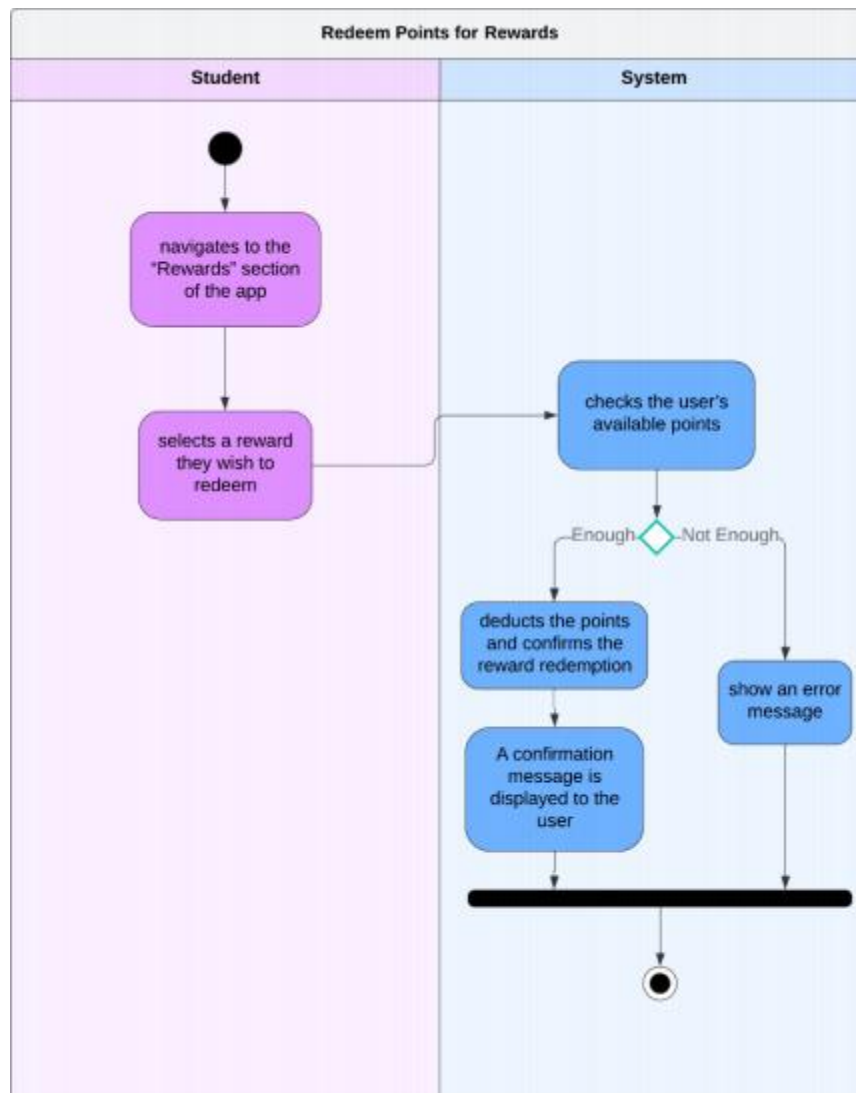 Redeem Points for Rewards
Student
System
navigates to the
“Rewards” section
of the app
selects a reward
they wish to
redeem
checks the user’s
available points
Enough
Not Enough
deducts the points
and confirms the
reward redemption
show an error
message
A confirmation
message is
displayed to the
user